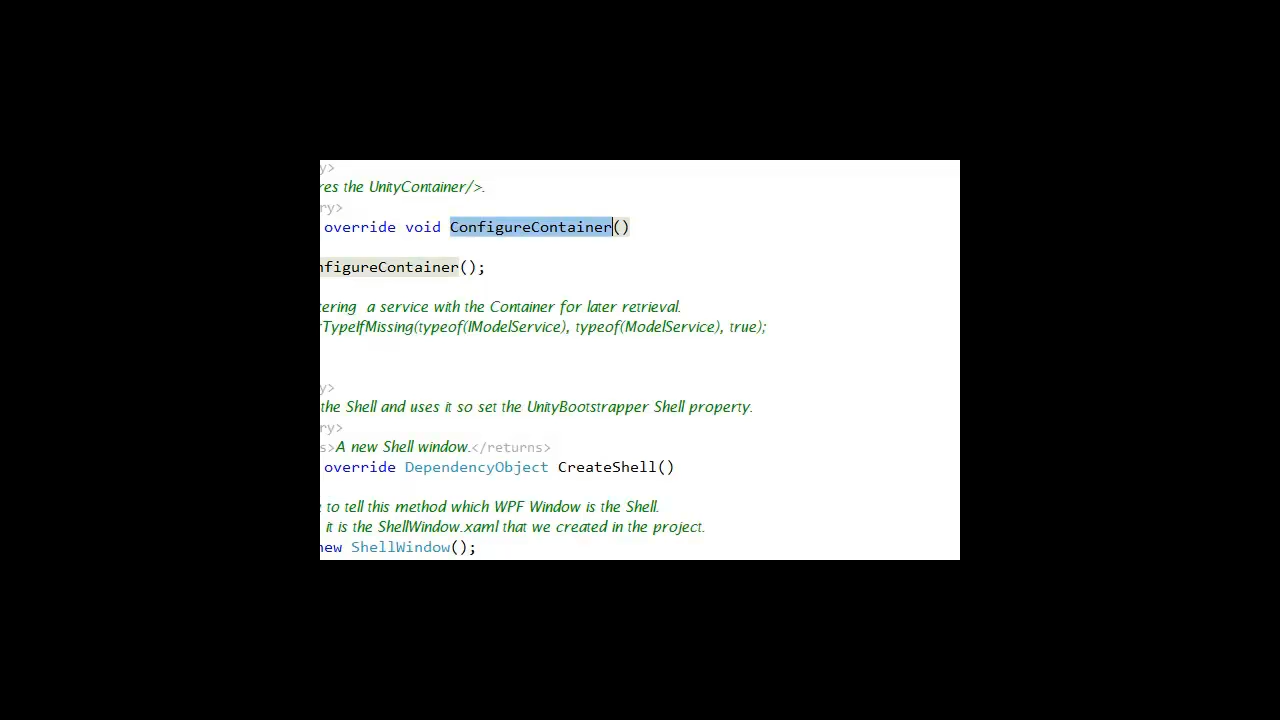 y>
res the UnityContainer/>.
ry>
override void ConfigureContainer()
nfigureContainer();
tering  a service with the Container for later retrieval.
rTypeIfMissing(typeof(IModelService), typeof(ModelService), true);
y>
the Shell and uses it so set the UnityBootstrapper Shell property.
ry>
s>A new Shell window.</returns>
override DependencyObject CreateShell()
to tell this method which WPF Window is the Shell.
it is the ShellWindow.xaml that we created in the project.
new ShellWindow();